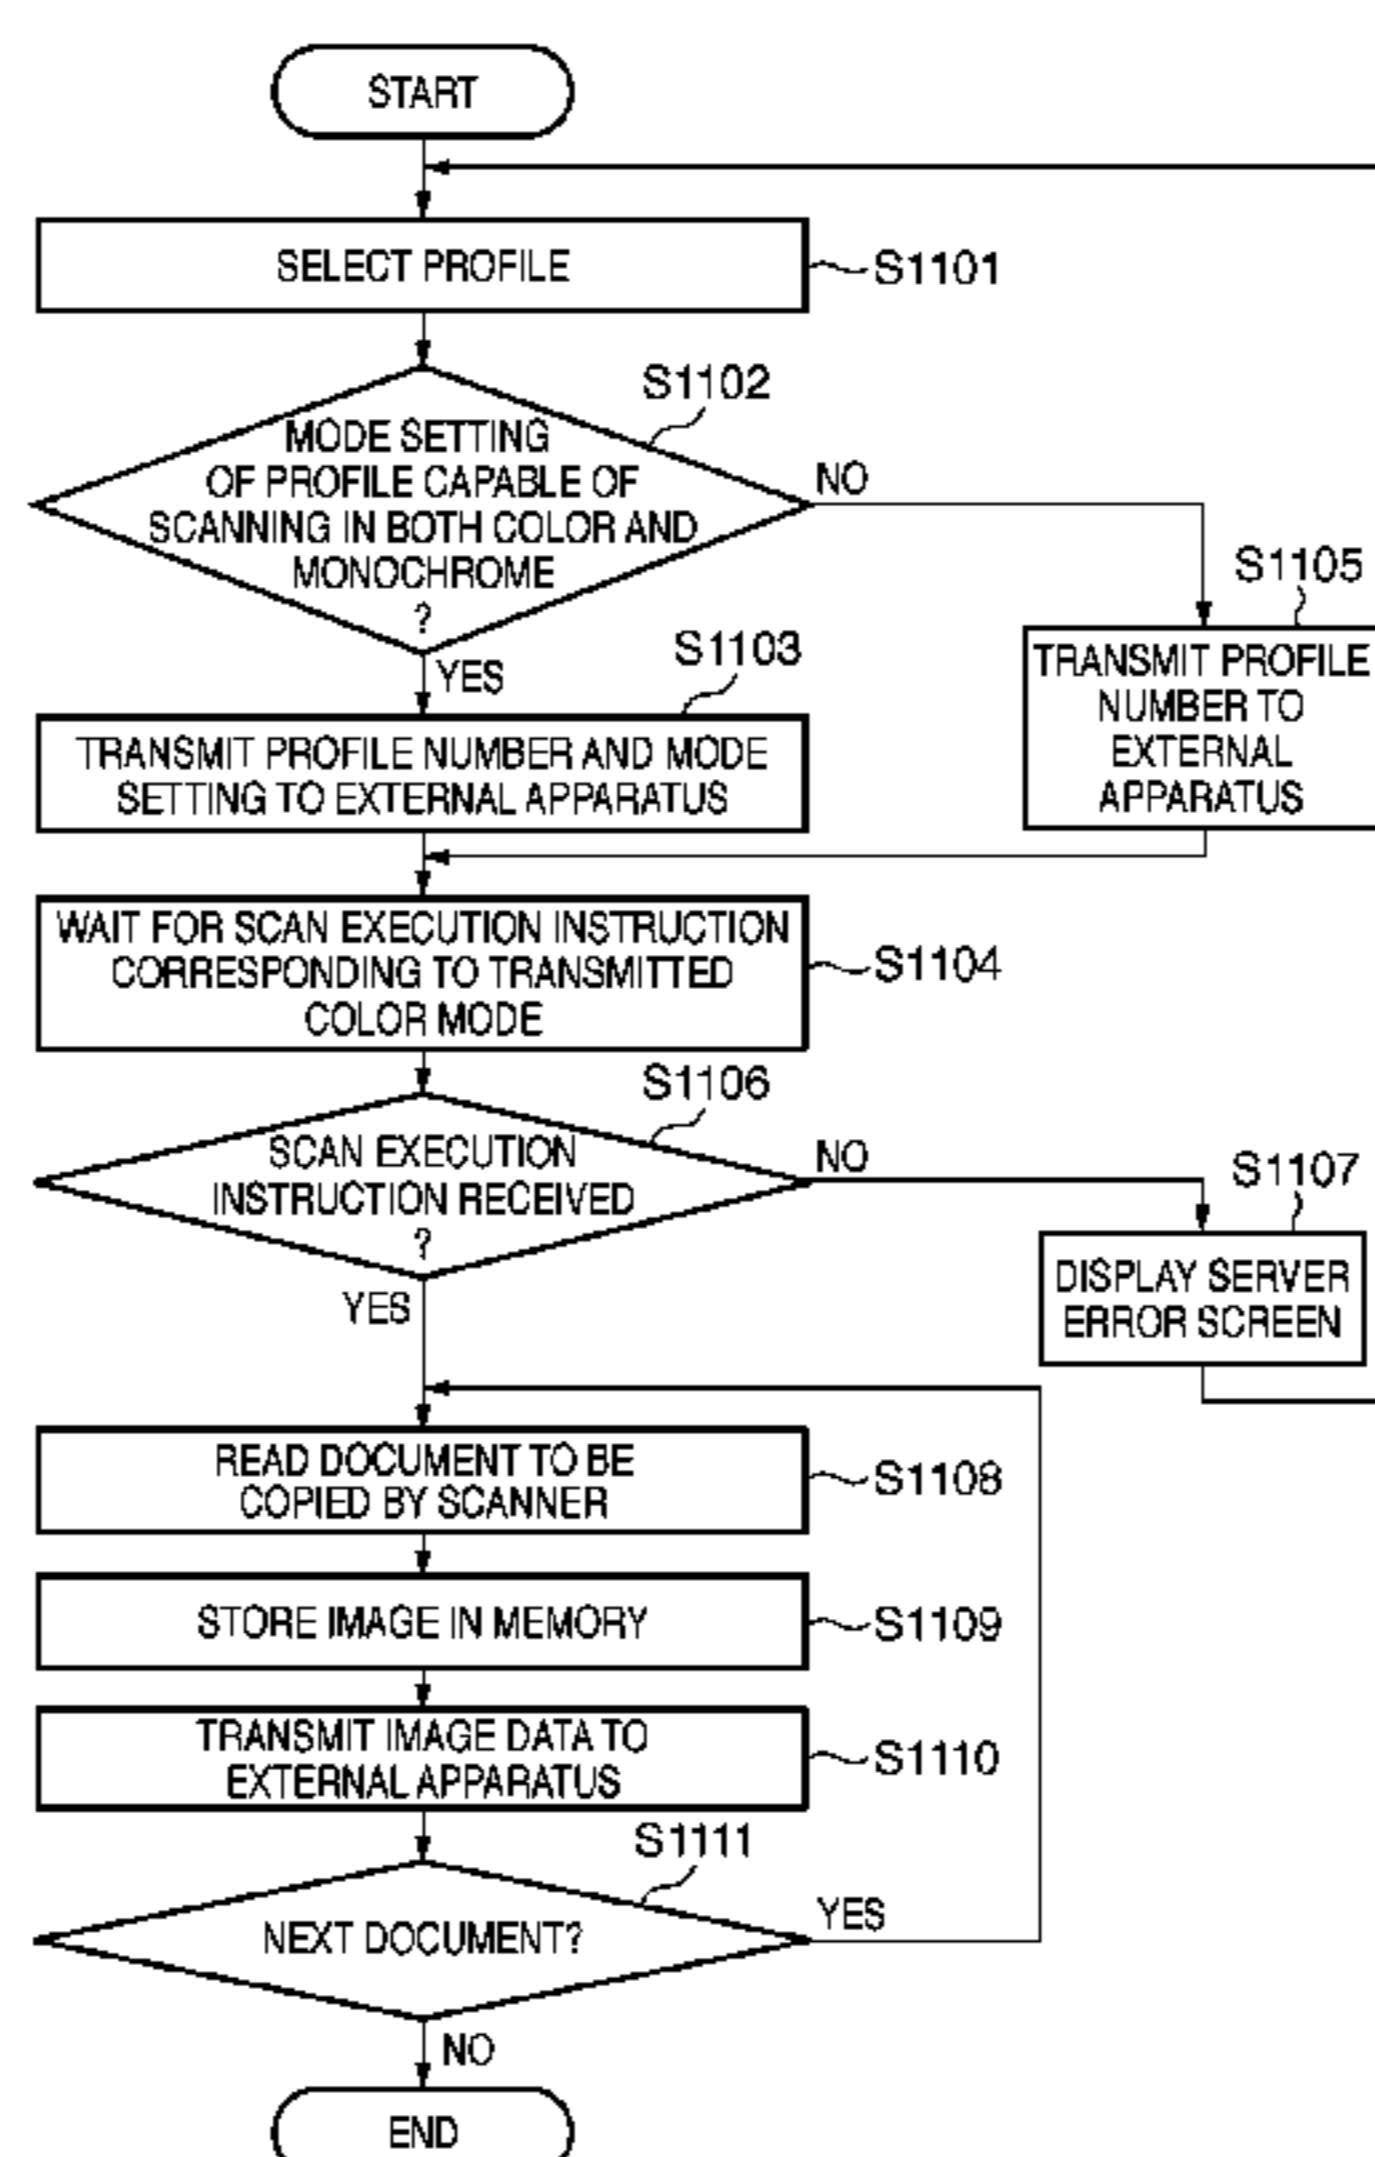 START
SELECT PROFILE
S1101
S1102
MODE SETTING
OF PROFILE CAPABLE OF
SCANNING IN BOTH COLOR AND
MONOCHROME
?
NO
YES
S1105
TRANSMIT PROFILE
NUMBER TO
EXTERNAL
APPARATUS
S1103
TRANSMIT PROFILE NUMBER AND MODE
SETTING TO EXTERNAL APPARATUS
WAIT FOR SCAN EXECUTION INSTRUCTION
CORRESPONDING TO TRANSMITTED
COLOR MODE
S1104
S1106
SCAN EXECUTION
INSTRUCTION RECEIVED
?
NO
YES
S1107
DISPLAY SERVER
ERROR SCREEN
READ DOCUMENT TO BE
COPIED BY SCANNER
S1108
STORE IMAGE IN MEMORY
S1109
TRANSMIT IMAGE DATA TO
EXTERNAL APPARATUS
S1110
S1111
NEXT DOCUMENT?
YES
NO
END